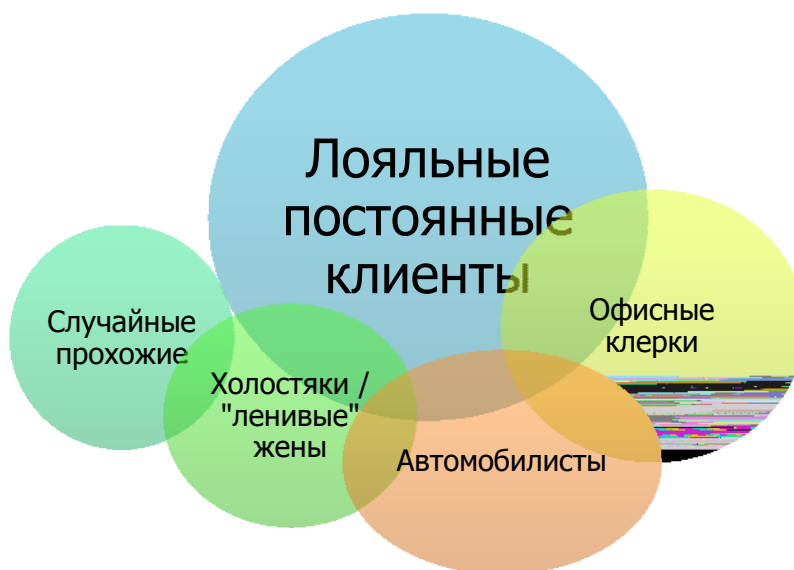 Лояльные
постоянные
клиенты
Случайные
прохожие
Холостяки /
"ленивые"
жены
Автомобилисты
Офисные
клерки